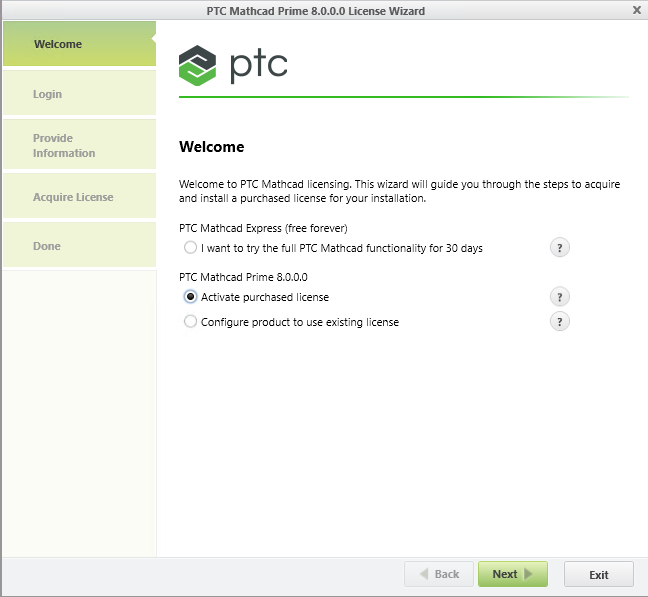 PTC Mathcad Prime 8.0.0.0 License Wizard
Welcome
Login
Provide
Information
Acquire License
Done
ptc
Welcome
Welcome to PTC Mathcad licensing. This wizard will guide you through the steps to acquire
and install a purchased license for your installation.
PTC Mathcad Express (free forever)
I want to try the full PTC Mathcad functionality for 30 days ?
PTC Mathcad Prime 8.0.0.0
Activate purchased license ?
Configure product to use existing license ?
Back Next Exit